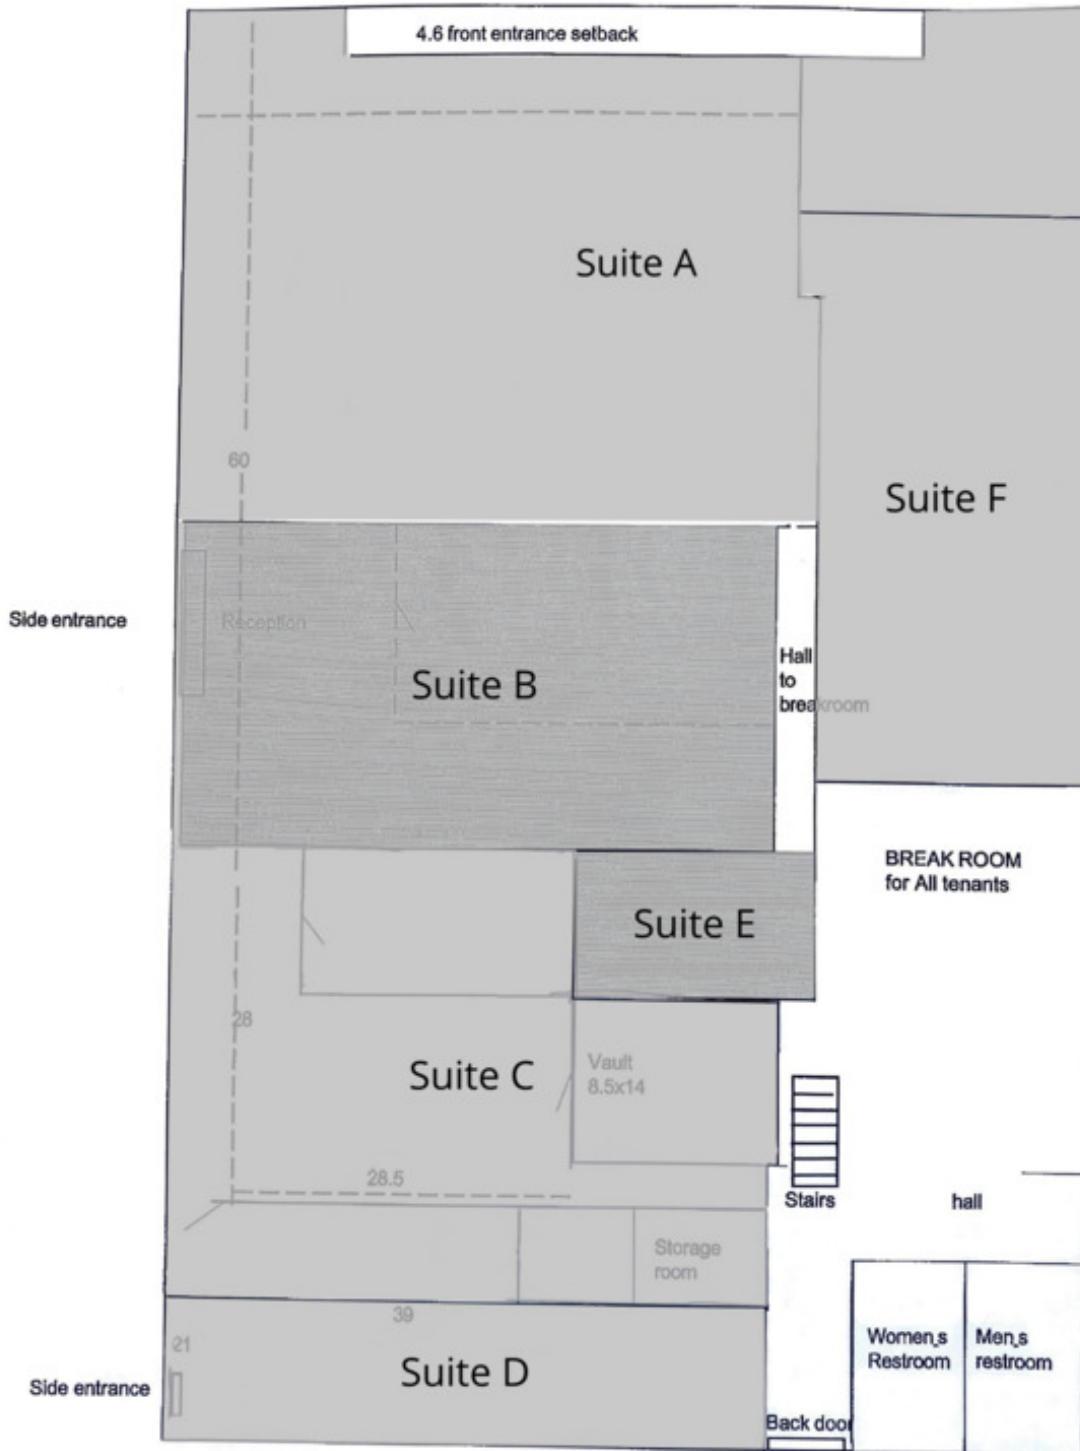 4.6 front entrance setback
Suite A
60
Suite F
Side entrance
Reception
Suite B
Hall
to
breakroom
BREAK ROOM
for All tenants
Suite E
28
Suite C
Vault
8.5x14
28.5
Stairs
hall
Storage
room
39
21
Suite D
Women,s
Restroom
Men,s
restroom
Side entrance
Back door